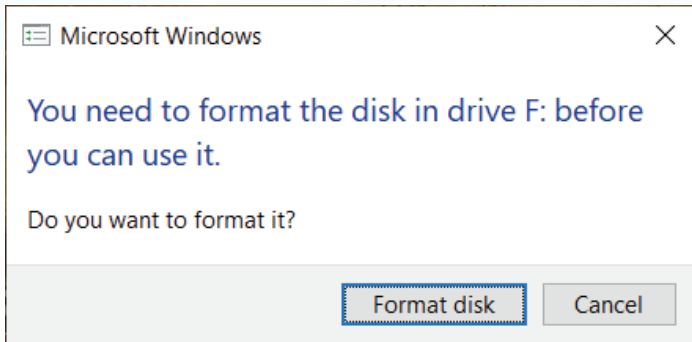 Microsoft Windows
You need to format the disk in drive F: before
you can use it.
Do you want to format it?
Format disk
Cancel